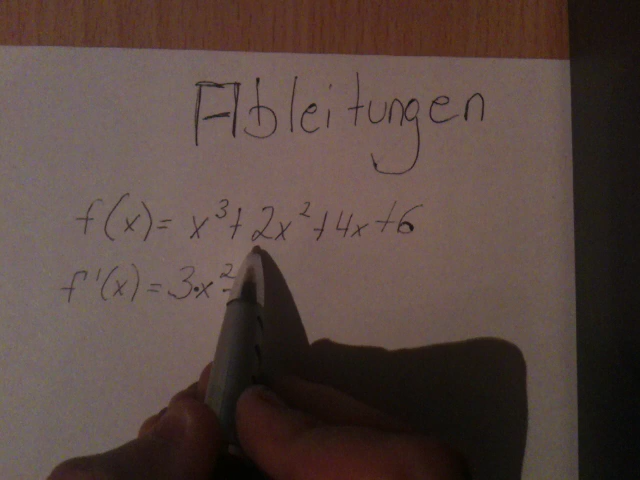 Ableitungen
f(x) = x³ + 2x² + 4x + 6
f'(x) = 3·x²